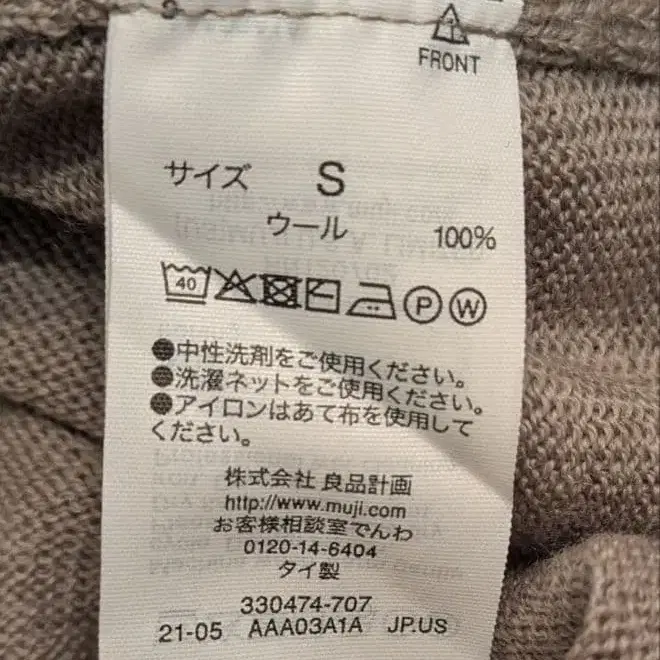 FRONT
サイズ S
ウール 100%
40 P W
●中性洗剤をご使用ください。
●洗濯ネットをご使用ください。
●アイロンはあて布を使用して
ください。
株式会社 良品計画
http://www.muji.com
お客様相談室でんわ
0120-14-6404
タイ製
330474-707
21-05 AAA03A1A JP.US